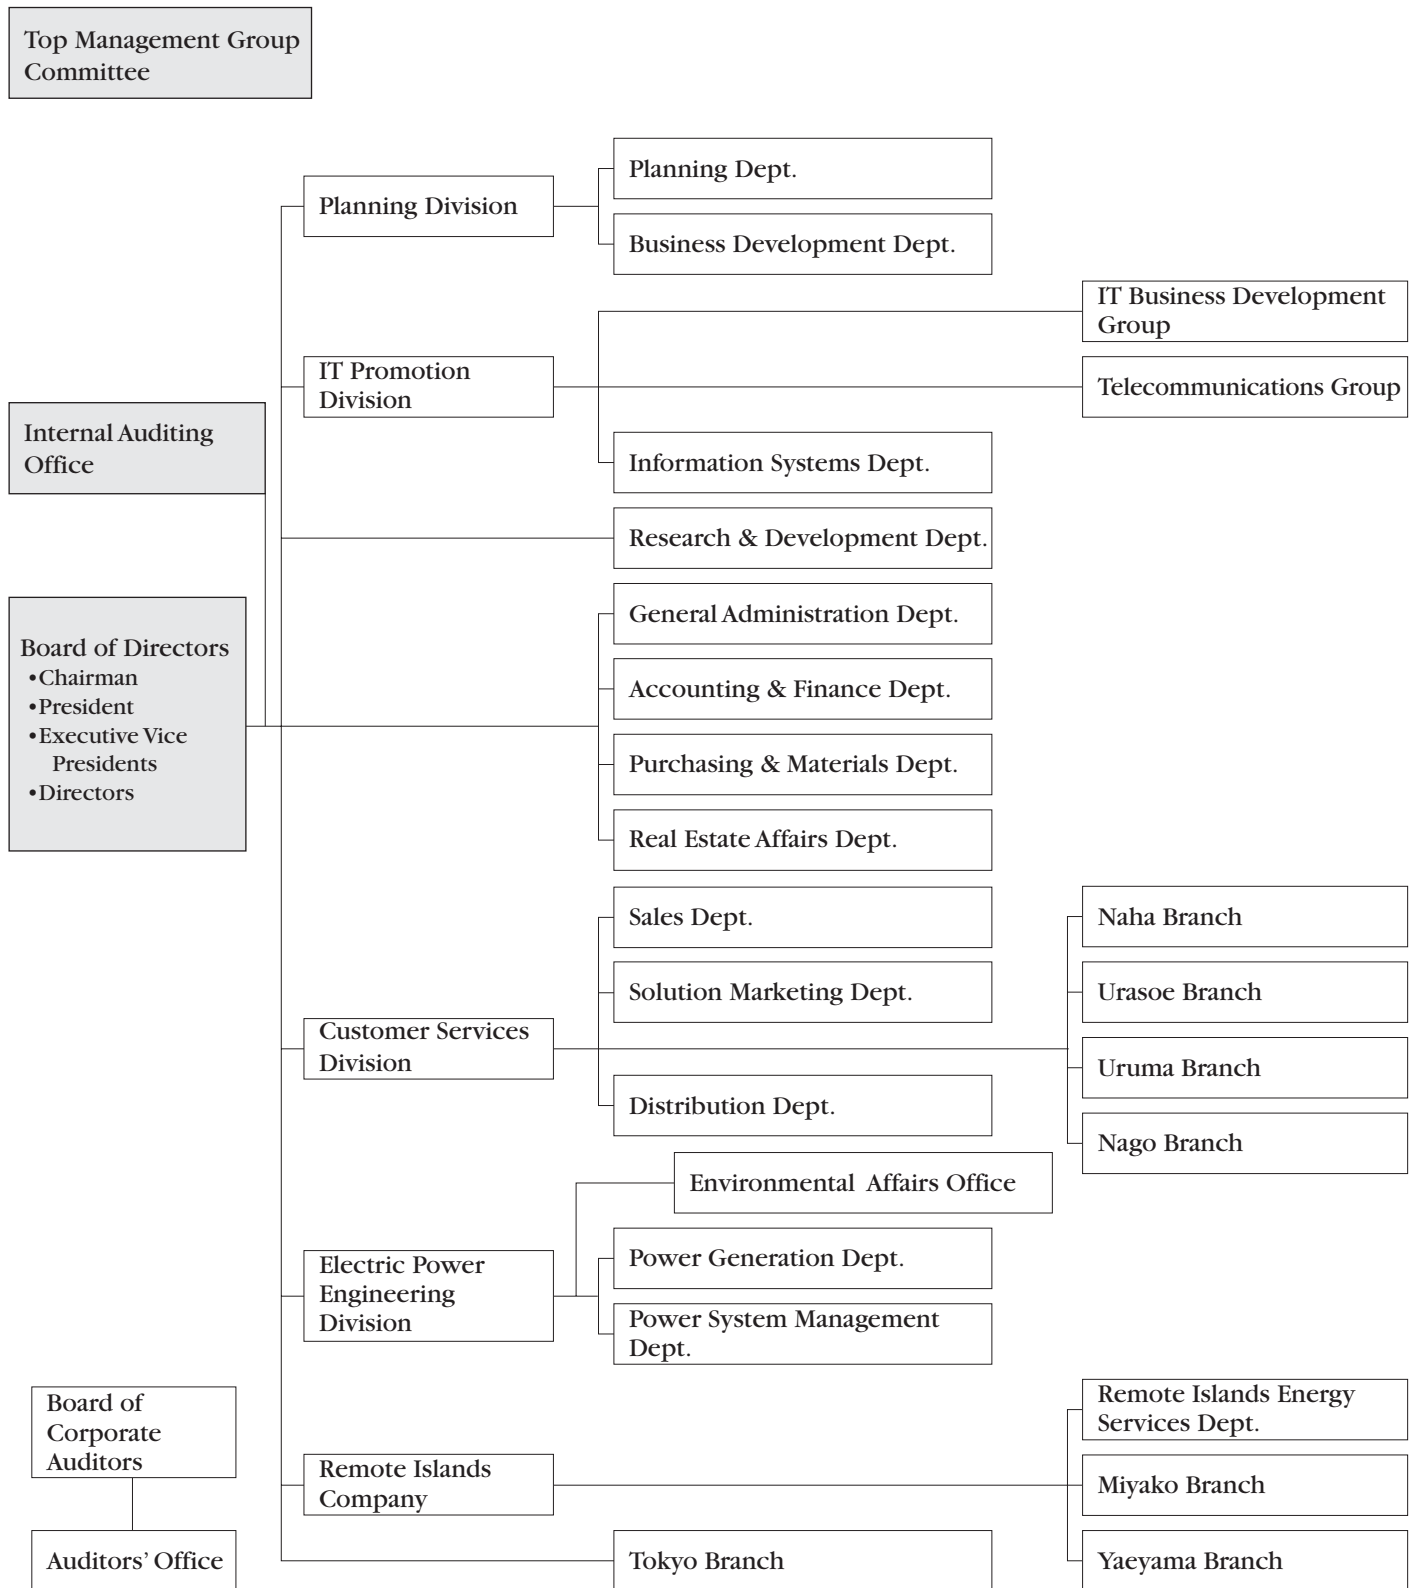 Top Management Group
Committee
Planning Division
Planning Dept.
Business Development Dept.
IT Promotion
Division
IT Business Development
Group
Telecommunications Group
Information Systems Dept.
Internal Auditing
Office
Research & Development Dept.
Board of Directors
•Chairman
•President
•Executive Vice
Presidents
•Directors
General Administration Dept.
Accounting & Finance Dept.
Purchasing & Materials Dept.
Real Estate Affairs Dept.
Customer Services
Division
Sales Dept.
Solution Marketing Dept.
Distribution Dept.
Naha Branch
Urasoe Branch
Uruma Branch
Nago Branch
Electric Power
Engineering
Division
Environmental Affairs Office
Power Generation Dept.
Power System Management
Dept.
Board of
Corporate
Auditors
Auditors' Office
Remote Islands
Company
Remote Islands Energy
Services Dept.
Miyako Branch
Yaeyama Branch
Tokyo Branch